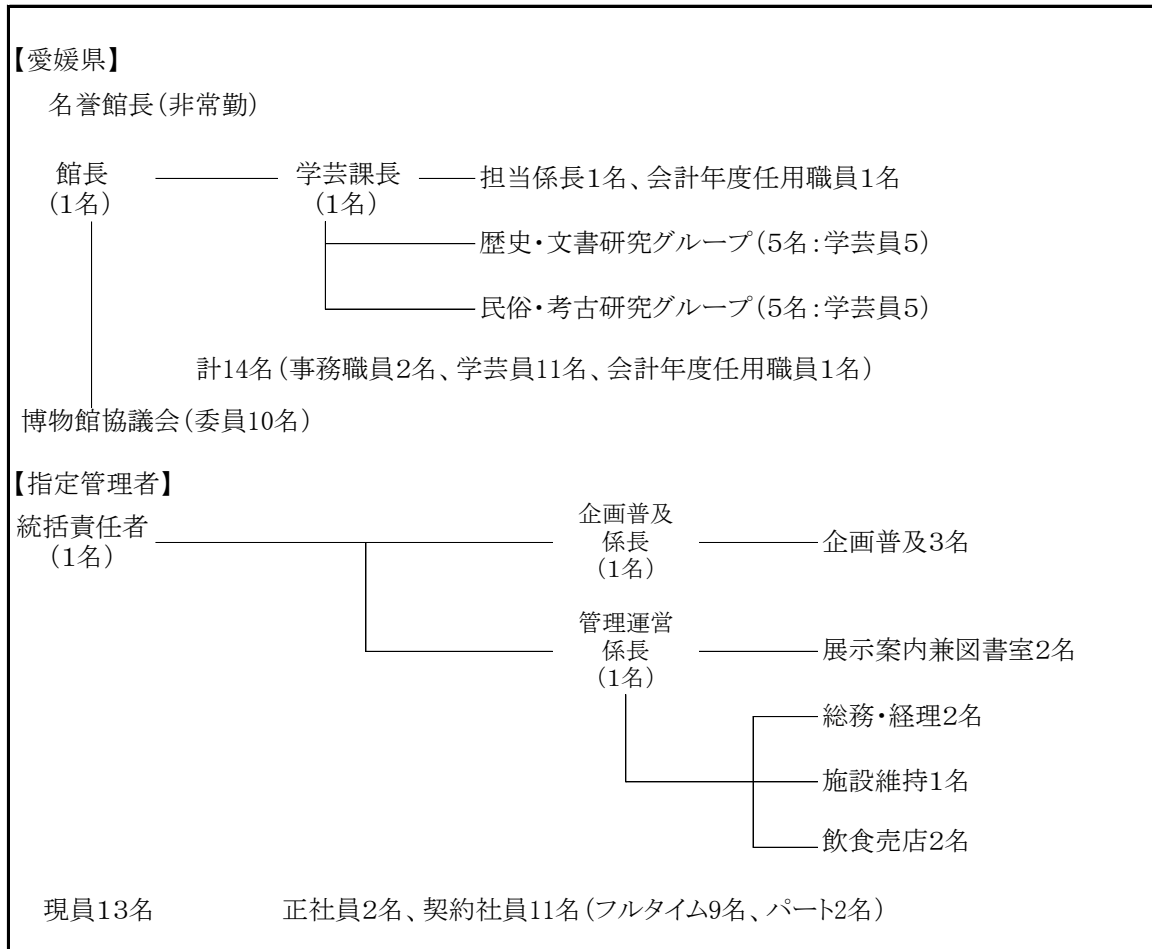 【愛媛県】
名誉館長(非常勤)
館長
(1名)
学芸課長
(1名)
担当係長1名、会計年度任用職員1名
歴史・文書研究グループ(5名:学芸員5)
民俗・考古研究グループ(5名:学芸員5)
計14名(事務職員2名、学芸員11名、会計年度任用職員1名)
博物館協議会(委員10名)
【指定管理者】
統括責任者
(1名)
企画普及
係長
(1名)
企画普及3名
管理運営
係長
(1名)
展示案内兼図書室2名
総務・経理2名
施設維持1名
飲食売店2名
現員13名 正社員2名、契約社員11名(フルタイム9名、パート2名)